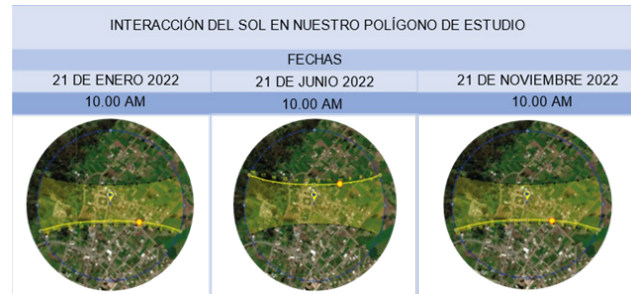 INTERACCIÓN DEL SOL EN NUESTRO POLÍGONO DE ESTUDIO
FECHAS
21 DE ENERO 2022 21 DE JUNIO 2022 21 DE NOVIEMBRE 2022
10.00 AM 10.00 AM 10.00 AM